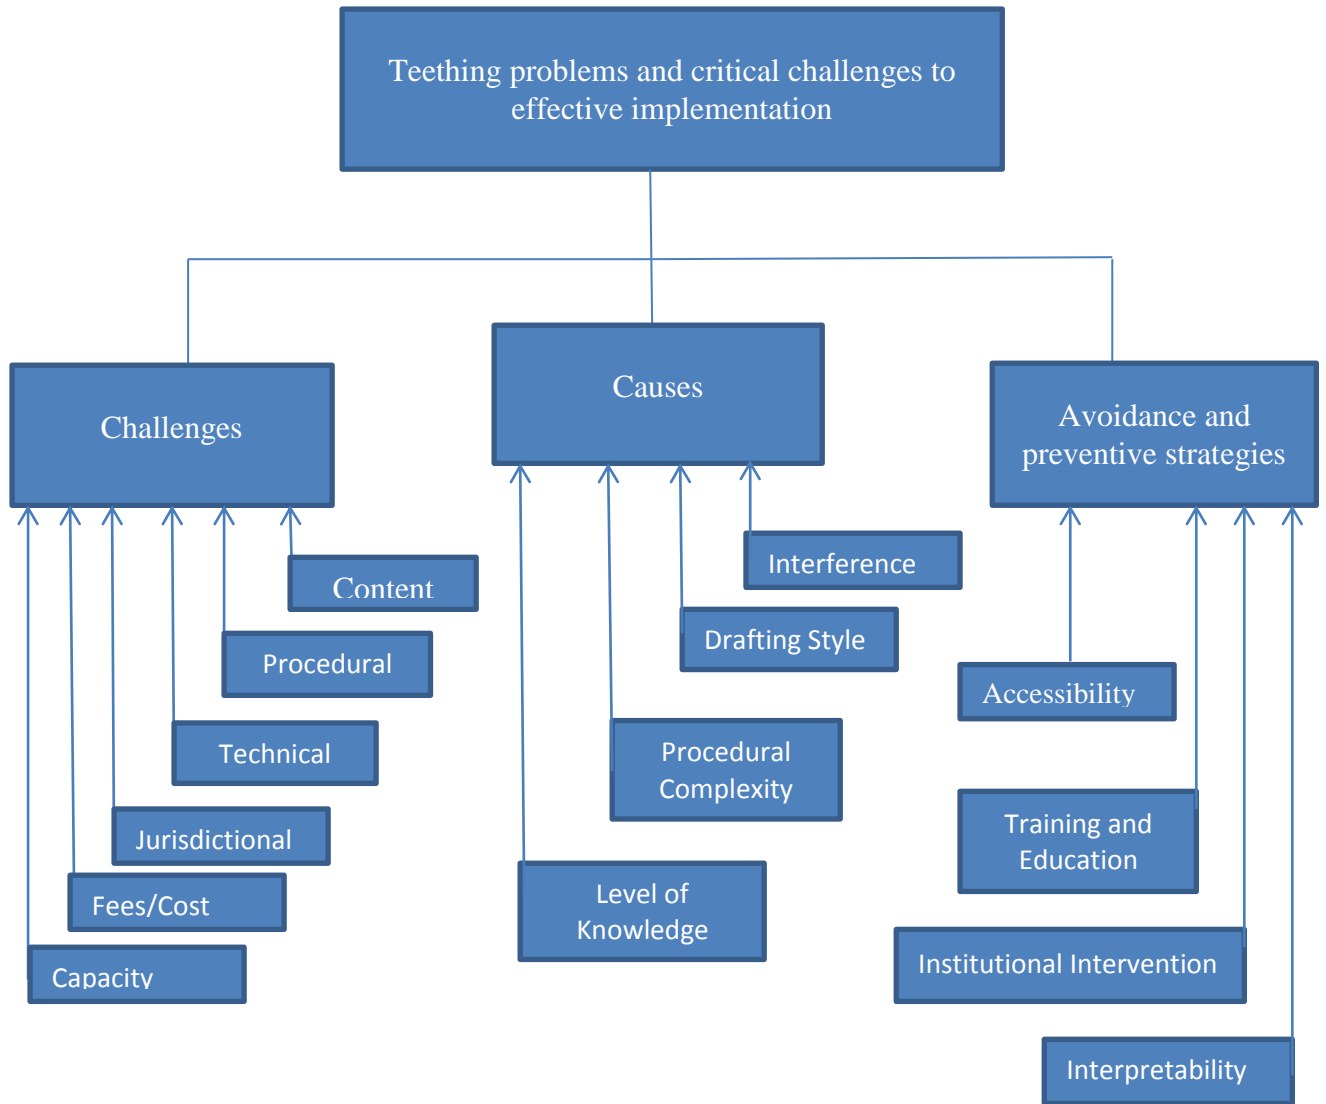 Teething problems and critical challenges to
effective implementation
Challenges
Causes
Avoidance and
preventive strategies
Content
Procedural
Technical
Jurisdictional
Fees/Cost
Capacity
Interference
Drafting Style
Procedural
Complexity
Level of
Knowledge
Accessibility
Training and
Education
Institutional Intervention
Interpretability